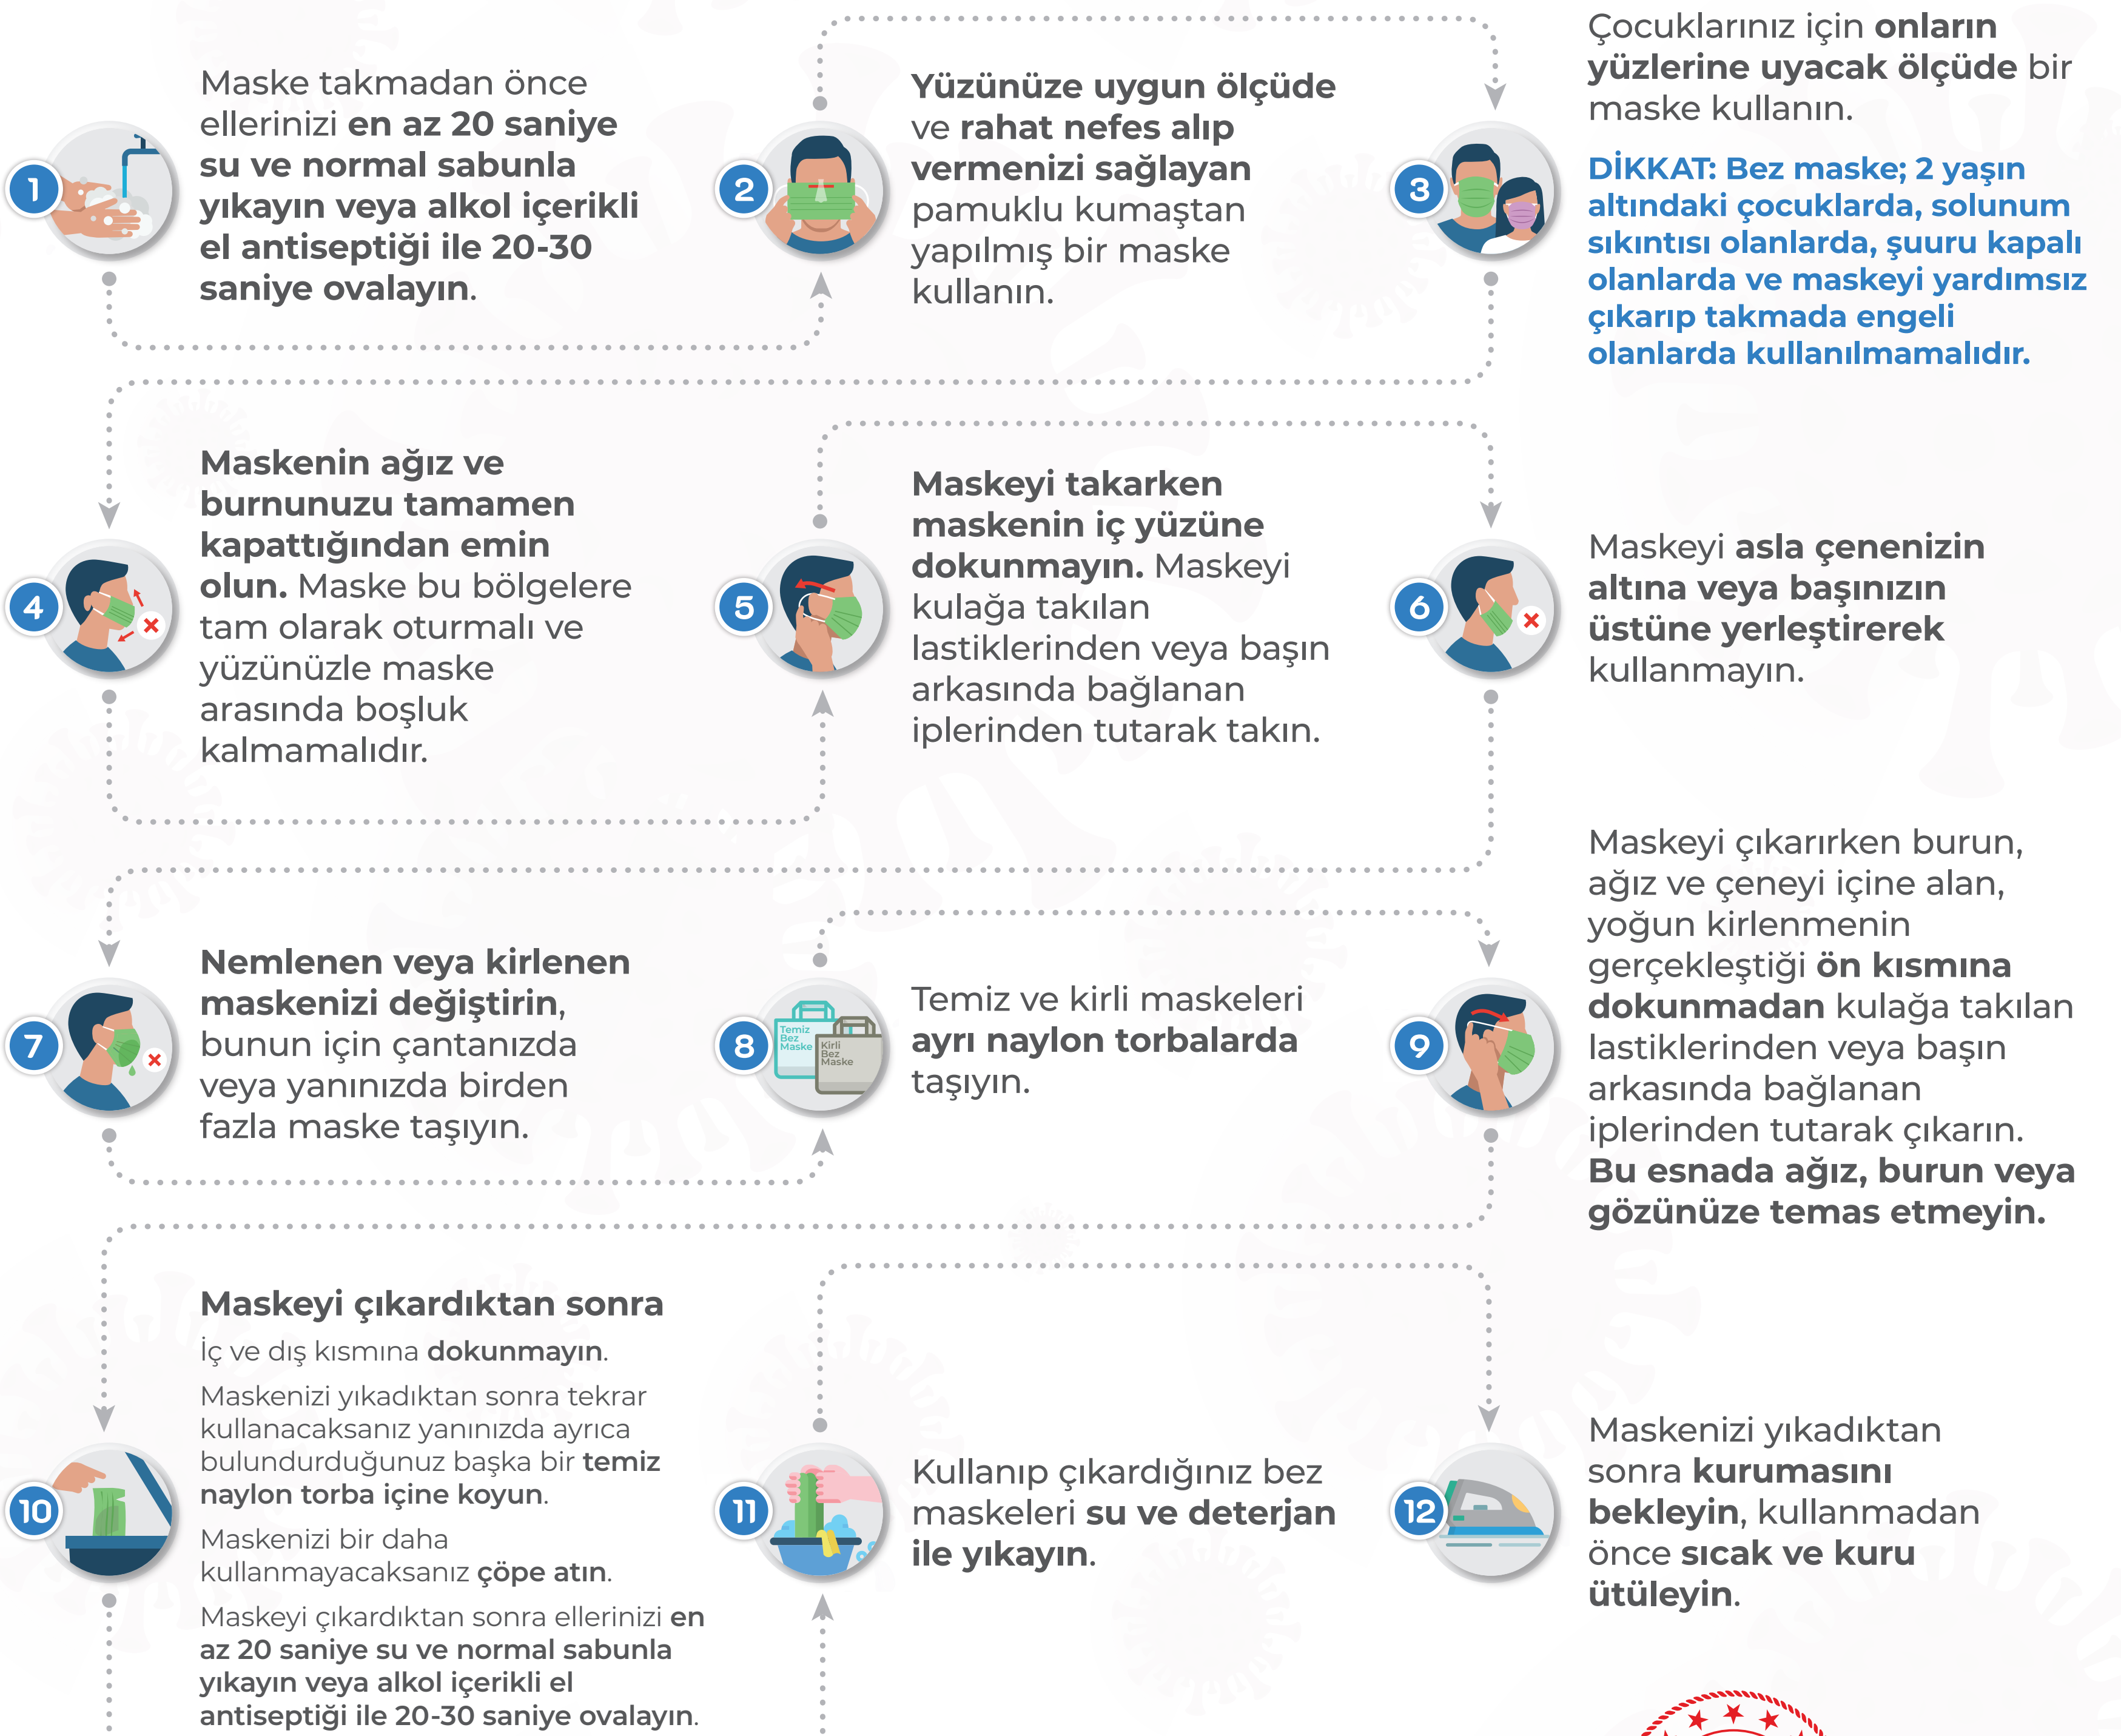 1
Maske takmadan önce
ellerinizi en az 20 saniye
su ve normal sabunla
yıkayın veya alkol içerikli
el antiseptiği ile 20-30
saniye ovalayın.
2
Yüzünüze uygun ölçüde
ve rahat nefes alıp
vermenizi sağlayan
pamuklu kumaştan
yapılmış bir maske
kullanın.
3
Çocuklarınız için onların
yüzlerine uyacak ölçüde bir
maske kullanın.
DİKKAT: Bez maske; 2 yaşın
altındaki çocuklarda, solunum
sıkıntısı olanlarda, şuuru kapalı
olanlarda ve maskeyi yardımsız
çıkarıp takmada engeli
olanlarda kullanılmamalıdır.
4
Maskenin ağız ve
burnunuzu tamamen
kapattığından emin
olun. Maske bu bölgelere
tam olarak oturmalı ve
yüzünüzle maske
arasında boşluk
kalmamalıdır.
5
Maskeyi takarken
maskenin iç yüzüne
dokunmayın. Maskeyi
kulağa takılan
lastiklerinden veya başın
arkasında bağlanan
iplerinden tutarak takın.
6
Maskeyi asla çenenizin
altına veya başınızın
üstüne yerleştirerek
kullanmayın.
7
Nemlenen veya kirlenen
maskenizi değiştirin,
bunun için çantanızda
veya yanınızda birden
fazla maske taşıyın.
8
Temiz
Bez
Maske
Kirli
Bez
Maske
Temiz ve kirli maskeleri
ayrı naylon torbalarda
taşıyın.
9
Maskeyi çıkarırken burun,
ağız ve çeneyi içine alan,
yoğun kirlenmenin
gerçekleştiği ön kısmına
dokunmadan kulağa takılan
lastiklerinden veya başın
arkasında bağlanan
iplerinden tutarak çıkarın.
Bu esnada ağız, burun veya
gözünüze temas etmeyin.
10
Maskeyi çıkardıktan sonra
İç ve dış kısmına dokunmayın.
Maskenizi yıkadıktan sonra tekrar
kullanacaksanız yanınızda ayrıca
bulundurduğunuz başka bir temiz
naylon torba içine koyun.
Maskenizi bir daha
kullanmayacaksanız çöpe atın.
Maskeyi çıkardıktan sonra ellerinizi en
az 20 saniye su ve normal sabunla
yıkayın veya alkol içerikli el
antiseptiği ile 20-30 saniye ovalayın.
11
Kullanıp çıkardığınız bez
maskeleri su ve deterjan
ile yıkayın.
12
Maskenizi yıkadıktan
sonra kurumasını
bekleyin, kullanmadan
önce sıcak ve kuru
ütüleyin.